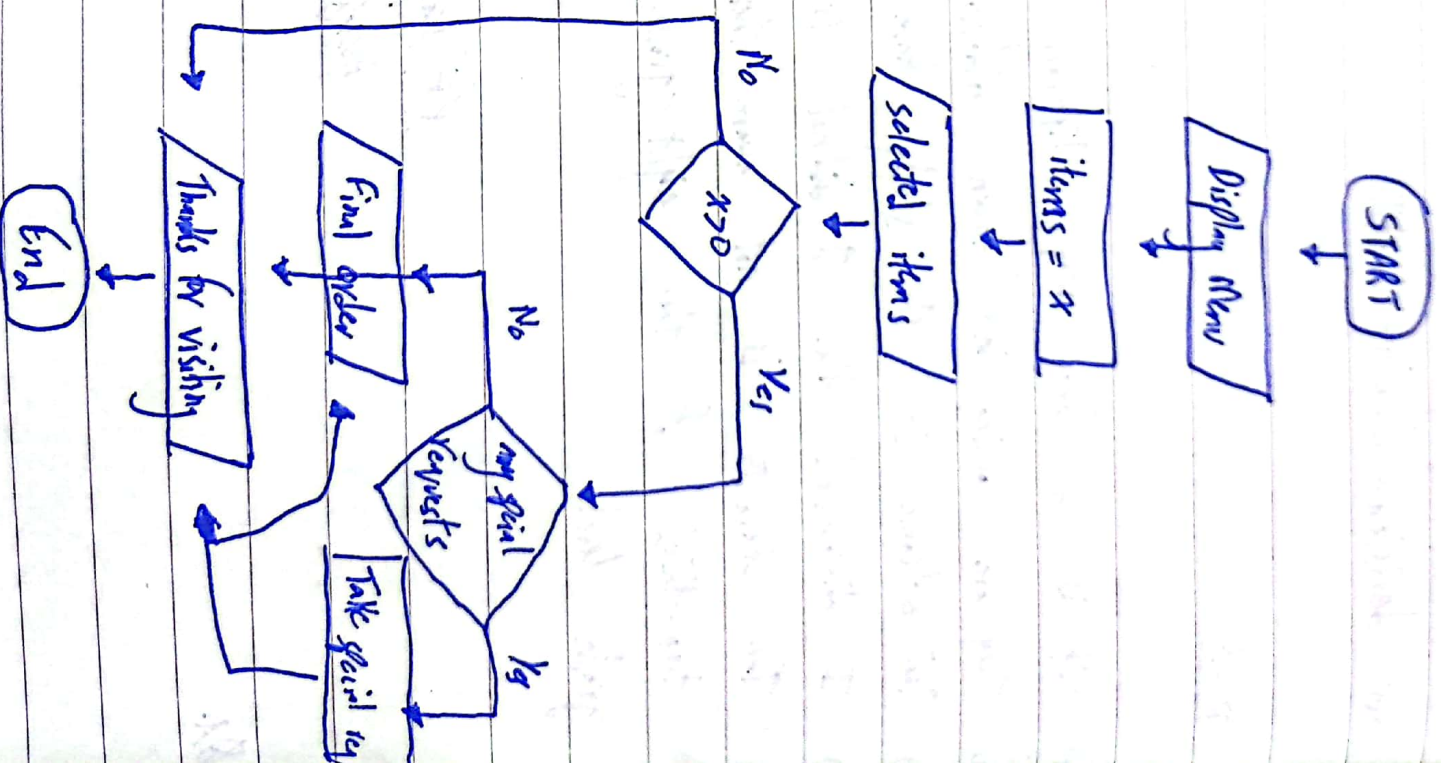 START
Display Menu
items = x
selected items
x>0
No
Yes
any special
requests
No
Yes
Final order
Take special req
Thanks for visiting
End